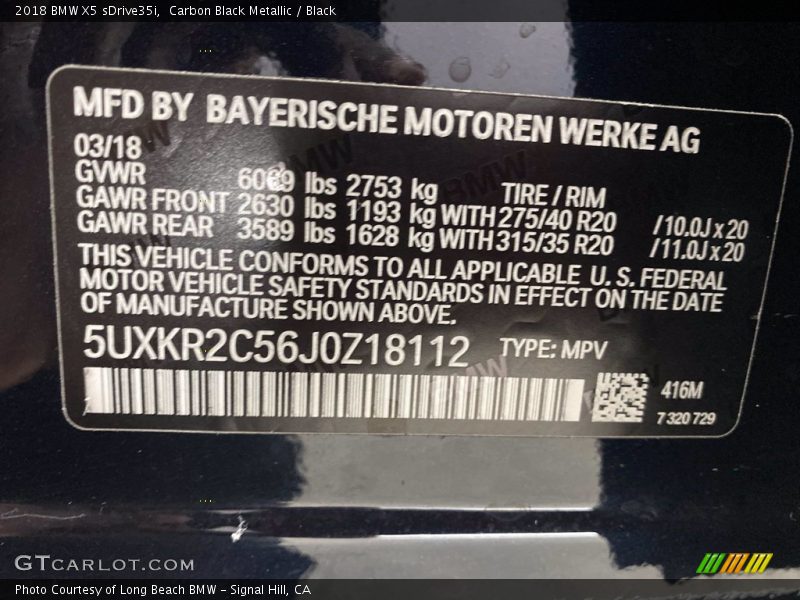 2018 BMW X5 sDrive35i, Carbon Black Metallic / Black
MFD BY BAYERISCHE MOTOREN WERKE AG
03/18
GVWR 6069 lbs 2753 kg TIRE / RIM
GAWR FRONT 2630 lbs 1193 kg WITH 275/40 R20 /10.0J x 20
GAWR REAR 3589 lbs 1628 kg WITH 315/35 R20 /11.0J x 20
THIS VEHICLE CONFORMS TO ALL APPLICABLE U.S. FEDERAL
MOTOR VEHICLE SAFETY STANDARDS IN EFFECT ON THE DATE
OF MANUFACTURE SHOWN ABOVE.
5UXKR2C56J0Z18112 TYPE: MPV
416M
7 320 729
GTCARLOT.COM
Photo Courtesy of Long Beach BMW - Signal Hill, CA